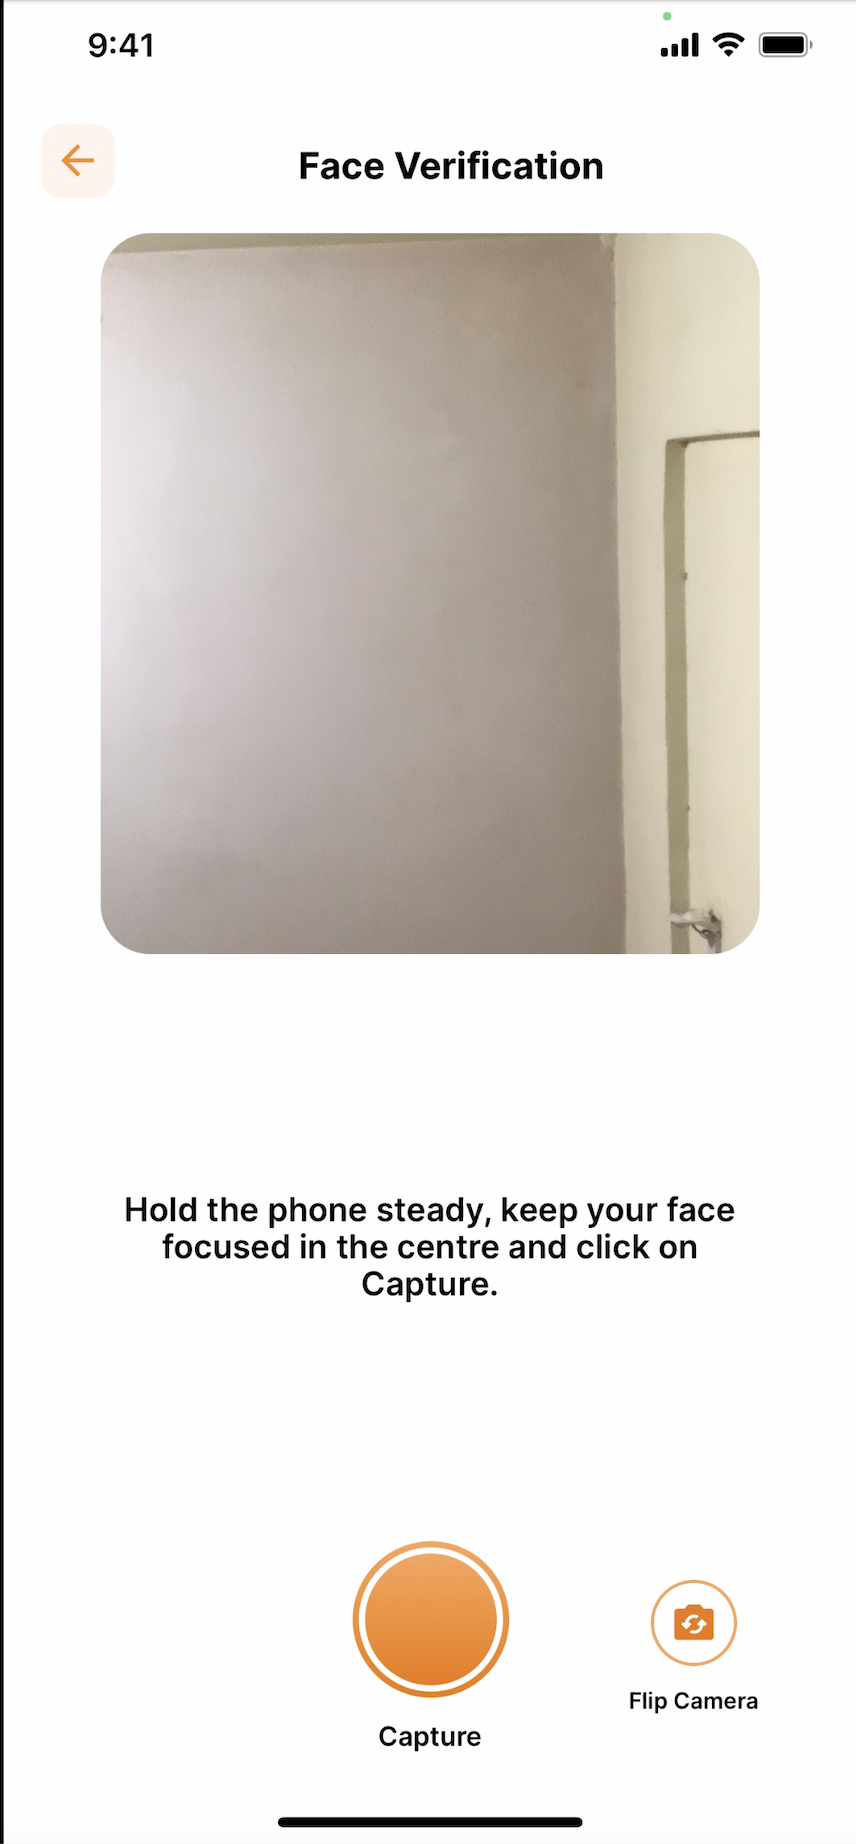 9:41
Face Verification
Hold the phone steady, keep your face
focused in the centre and click on
Capture.
Capture
Flip Camera